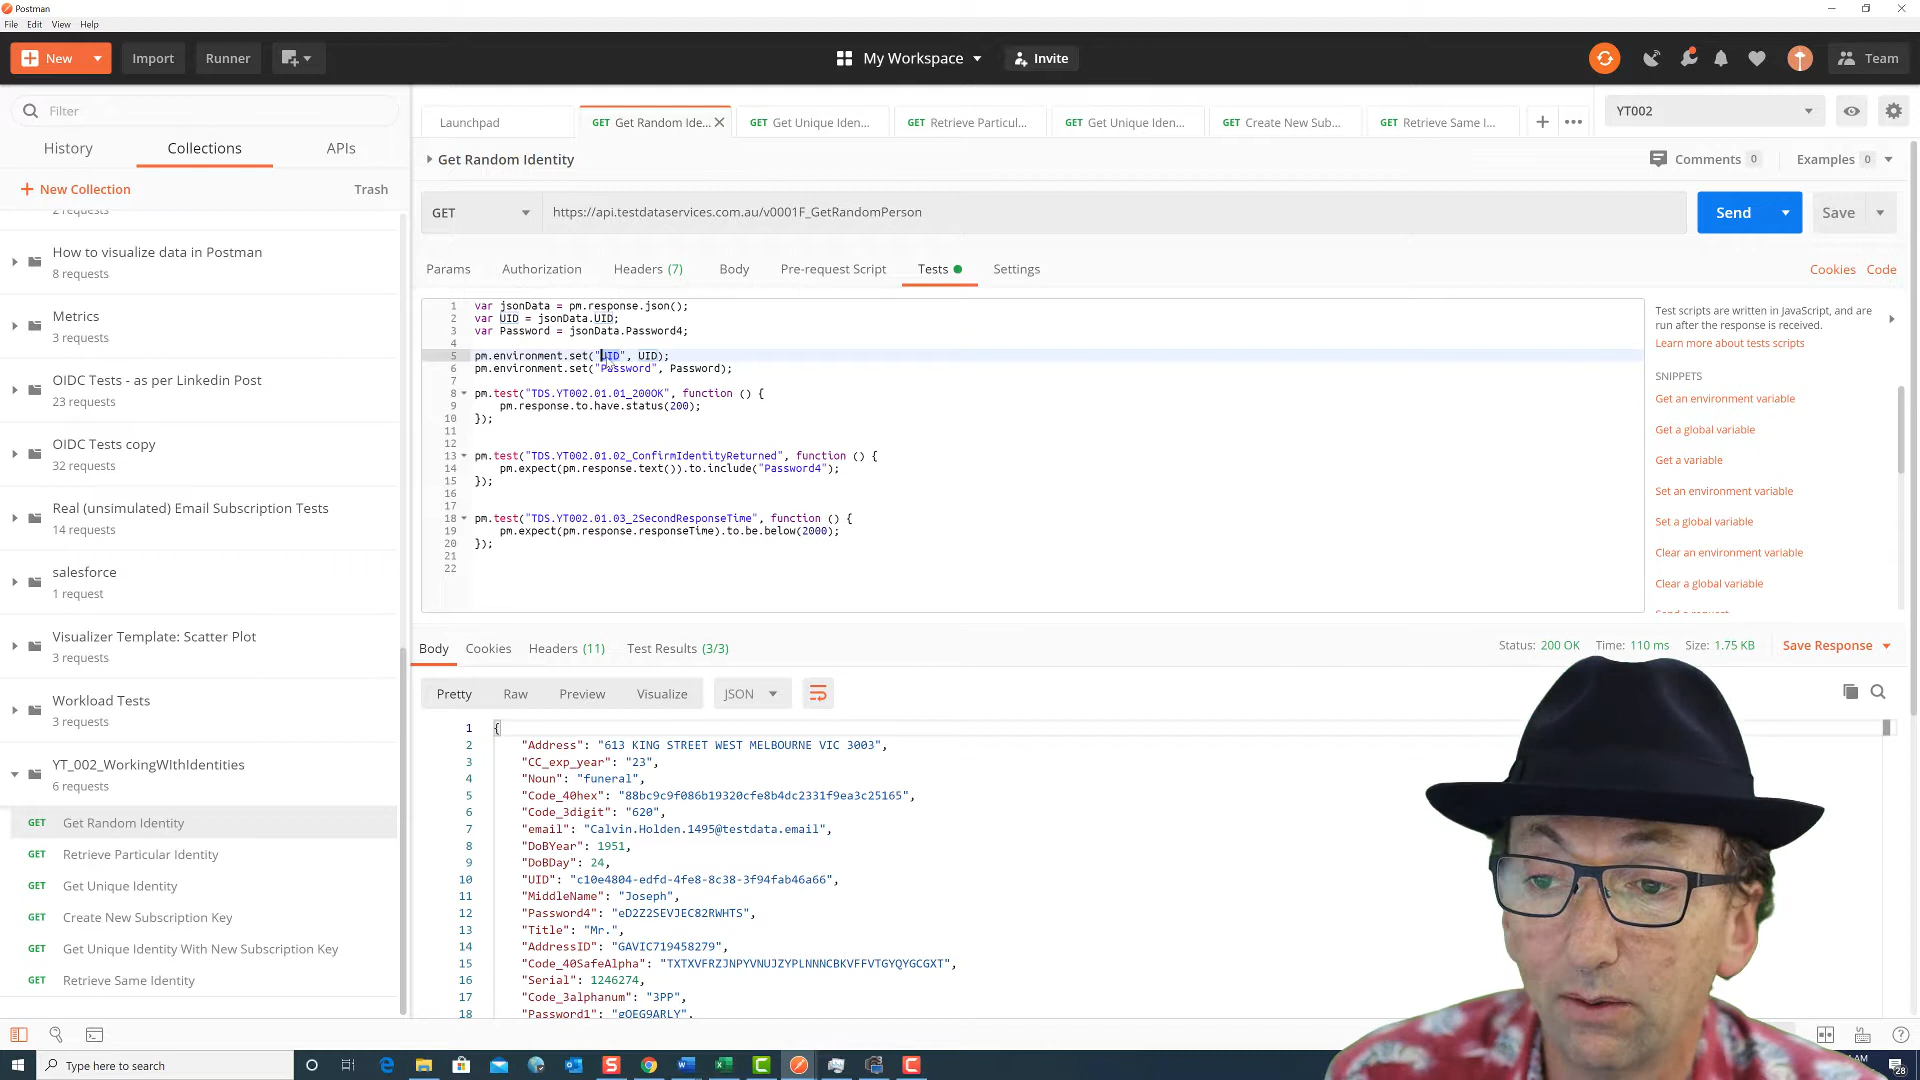 Postman
File Edit View Help
New Import Runner My Workspace Invite Team
Filter
History Collections APIs
New Collection Trash
2 requests
How to visualize data in Postman
8 requests
Metrics
3 requests
OIDC Tests - as per Linkedin Post
23 requests
OIDC Tests copy
32 requests
Real (unsimulated) Email Subscription Tests
14 requests
salesforce
1 request
Visualizer Template: Scatter Plot
3 requests
Workload Tests
3 requests
YT_002_WorkingWIthIdentities
6 requests
GET Get Random Identity
GET Retrieve Particular Identity
GET Get Unique Identity
GET Create New Subscription Key
GET Get Unique Identity With New Subscription Key
GET Retrieve Same Identity
Launchpad GET Get Random Ide... GET Get Unique Iden... GET Retrieve Particul... GET Get Unique Iden... GET Create New Sub... GET Retrieve Same I... YT002
Get Random Identity Comments 0 Examples 0
GET https://api.testdataservices.com.au/v0001F_GetRandomPerson Send Save
Params Authorization Headers (7) Body Pre-request Script Tests Settings Cookies Code
1 var jsonData = pm.response.json();
2 var UID = jsonData.UID;
3 var Password = jsonData.Password4;
4
5 pm.environment.set("UID", UID);
6 pm.environment.set("Password", Password);
7
8 pm.test("TDS.YT002.01.01_200OK", function () {
9 pm.response.to.have.status(200);
10 });
11
12
13 pm.test("TDS.YT002.01.02_ConfirmIdentityReturned", function () {
14 pm.expect(pm.response.text()).to.include("Password4");
15 });
16
17
18 pm.test("TDS.YT002.01.03_2SecondResponseTime", function () {
19 pm.expect(pm.response.responseTime).to.be.below(2000);
20 });
21
22
Test scripts are written in JavaScript, and are
run after the response is received.
Learn more about tests scripts
SNIPPETS
Get an environment variable
Get a global variable
Get a variable
Set an environment variable
Set a global variable
Clear an environment variable
Clear a global variable
Send a request
Body Cookies Headers (11) Test Results (3/3) Status: 200 OK Time: 110 ms Size: 1.75 KB Save Response
Pretty Raw Preview Visualize JSON
1 {
2 "Address": "613 KING STREET WEST MELBOURNE VIC 3003",
3 "CC_exp_year": "23",
4 "Noun": "funeral",
5 "Code_40hex": "88bc9c9f086b19320cfe8b4dc2331f9ea3c25165",
6 "Code_3digit": "620",
7 "email": "Calvin.Holden.1495@testdata.email",
8 "DoBYear": 1951,
9 "DoBDay": 24,
10 "UID": "c10e4804-edfd-4fe8-8c38-3f94fab46a66",
11 "MiddleName": "Joseph",
12 "Password4": "eD2Z2SEVJEC82RWHTS",
13 "Title": "Mr.",
14 "AddressID": "GAVIC719458279",
15 "Code_40SafeAlpha": "TXTXVFRZJNPYVNUJZYPLNNNCBKVFFVTGYQYGCGXT",
16 "Serial": 1246274,
17 "Code_3alphanum": "3PP",
18 "Password1": "gOEG9ARLY",
Type here to search
AM
28